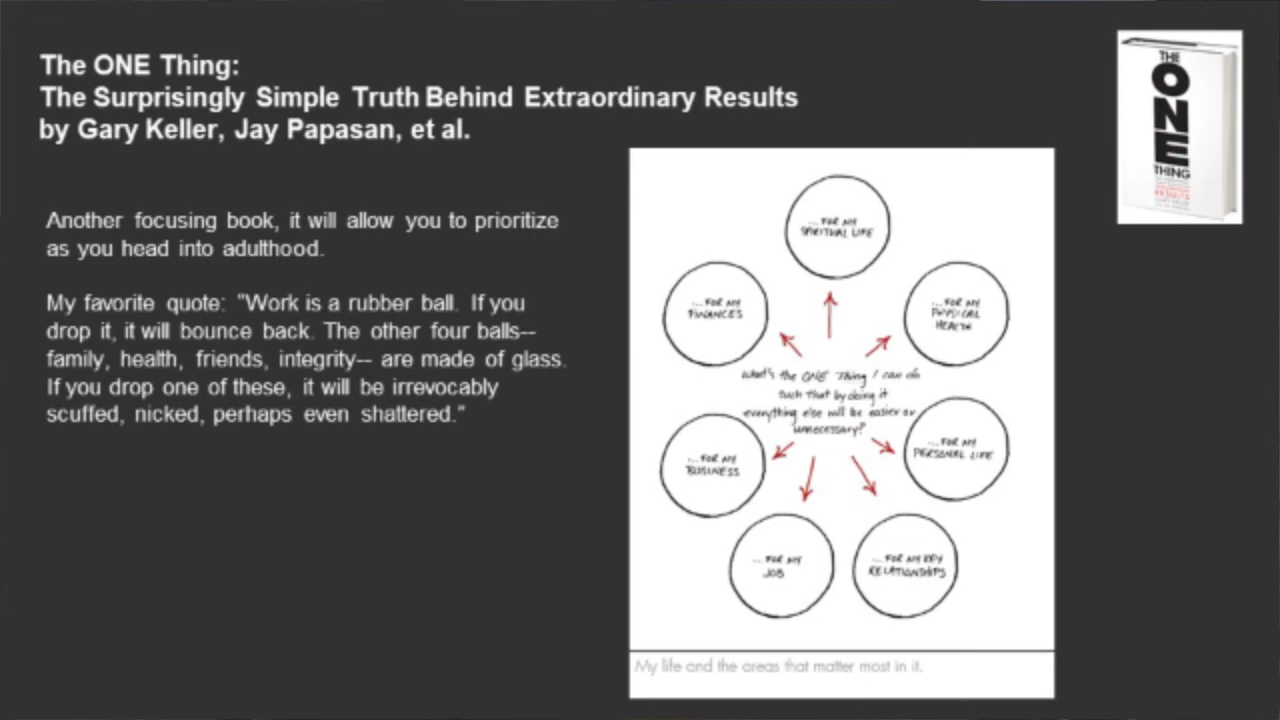 The ONE Thing:
The Surprisingly Simple Truth Behind Extraordinary Results
by Gary Keller, Jay Papasan, et al.
Another focusing book, it will allow you to prioritize
as you head into adulthood.
My favorite quote: "Work is a rubber ball. If you
drop it, it will bounce back. The other four balls--
family, health, friends, integrity-- are made of glass.
If you drop one of these, it will be irrevocably
scuffed, nicked, perhaps even shattered."
THE
ONE
THING
RESULTS
...FOR MY
SPIRITUAL LIFE
...FOR MY
FINANCES
...FOR MY
PHYSICAL
HEALTH
What's the ONE Thing I can do
such that by doing it
everything else will be easier or
unnecessary?
...FOR MY
BUSINESS
...FOR MY
PERSONAL LIFE
...FOR MY
JOB
...FOR MY KEY
RELATIONSHIPS
My life and the areas that matter most in it.